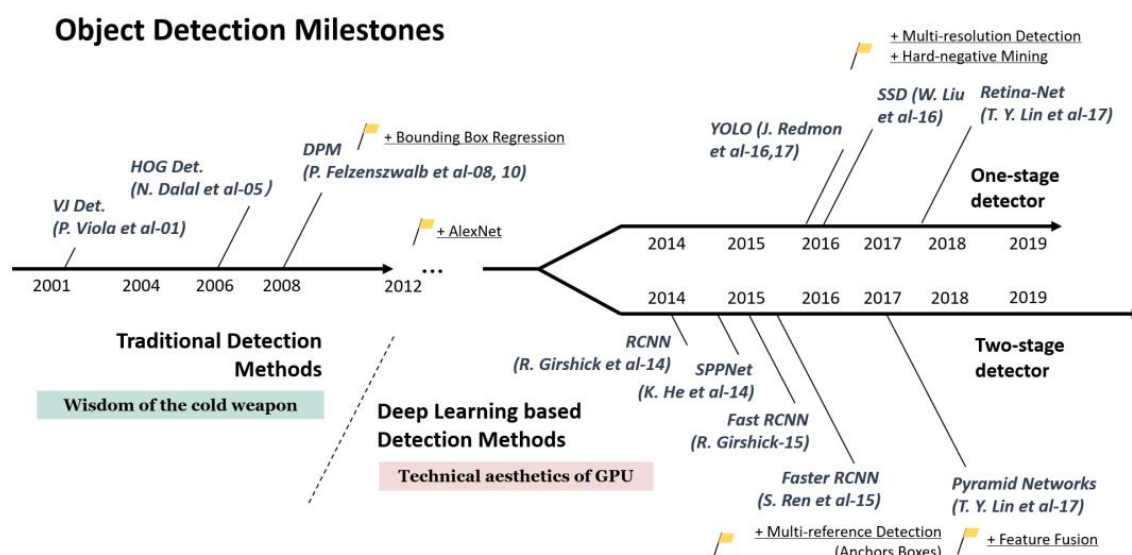 Object Detection Milestones
+ Multi-resolution Detection
+ Hard-negative Mining
SSD (W. Liu
et al-16)
Retina-Net
(T. Y. Lin et al-17)
YOLO (J. Redmon
et al-16,17)
+ Bounding Box Regression
DPM
(P. Felzenszwalb et al-08, 10)
HOG Det.
(N. Dalal et al-05)
VJ Det.
(P. Viola et al-01)
One-stage
detector
+ AlexNet
2014 2015 2016 2017 2018 2019
...
2001 2004 2006 2008 2012
2014 2015 2016 2017 2018 2019
Traditional Detection
Methods
Wisdom of the cold weapon
RCNN
(R. Girshick et al-14)
SPPNet
(K. He et al-14)
Two-stage
detector
Deep Learning based
Detection Methods
Technical aesthetics of GPU
Fast RCNN
(R. Girshick-15)
Faster RCNN
(S. Ren et al-15)
Pyramid Networks
(T. Y. Lin et al-17)
+ Multi-reference Detection
(Anchors Boxes)
+ Feature Fusion